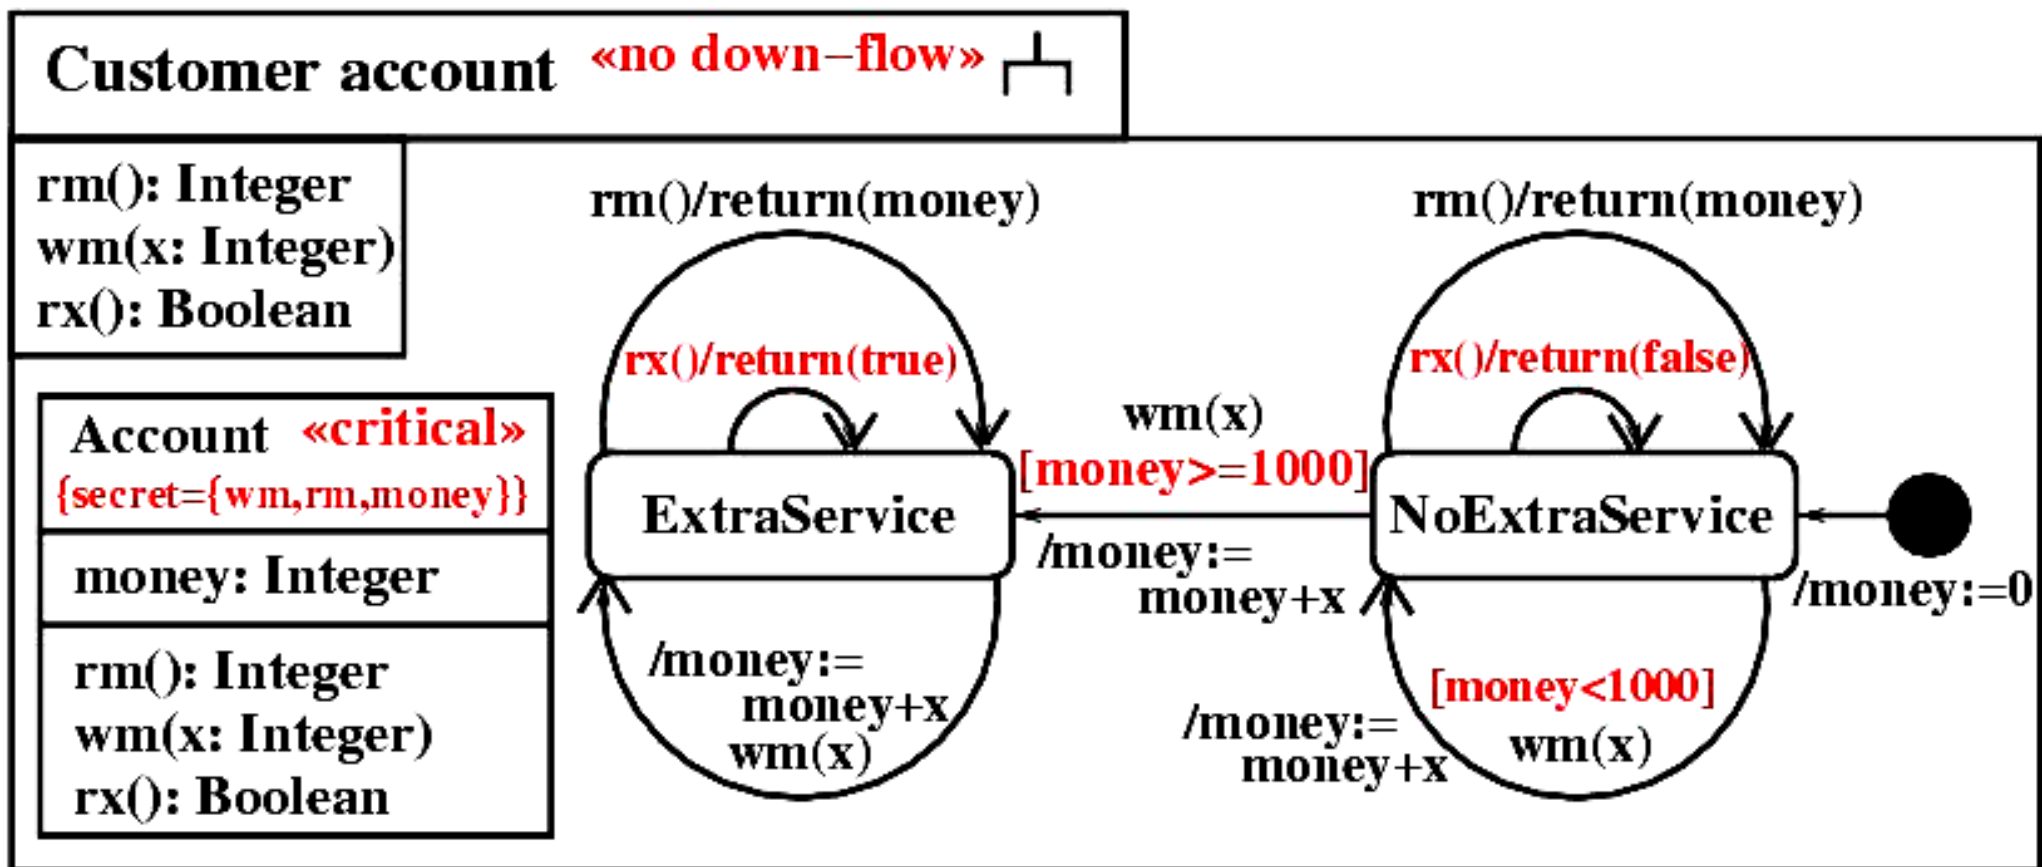 Customer account «no down–flow»
rm(): Integer
wm(x: Integer)
rx(): Boolean
Account «critical»
{secret={wm,rm,money}}
money: Integer
rm(): Integer
wm(x: Integer)
rx(): Boolean
rm()/return(money)
rx()/return(true)
ExtraService
/money:=
money+x
wm(x)
wm(x)
[money>=1000]
/money:=
money+x
rm()/return(money)
rx()/return(false)
NoExtraService
/money:=0
[money<1000]
wm(x)
/money:=
money+x